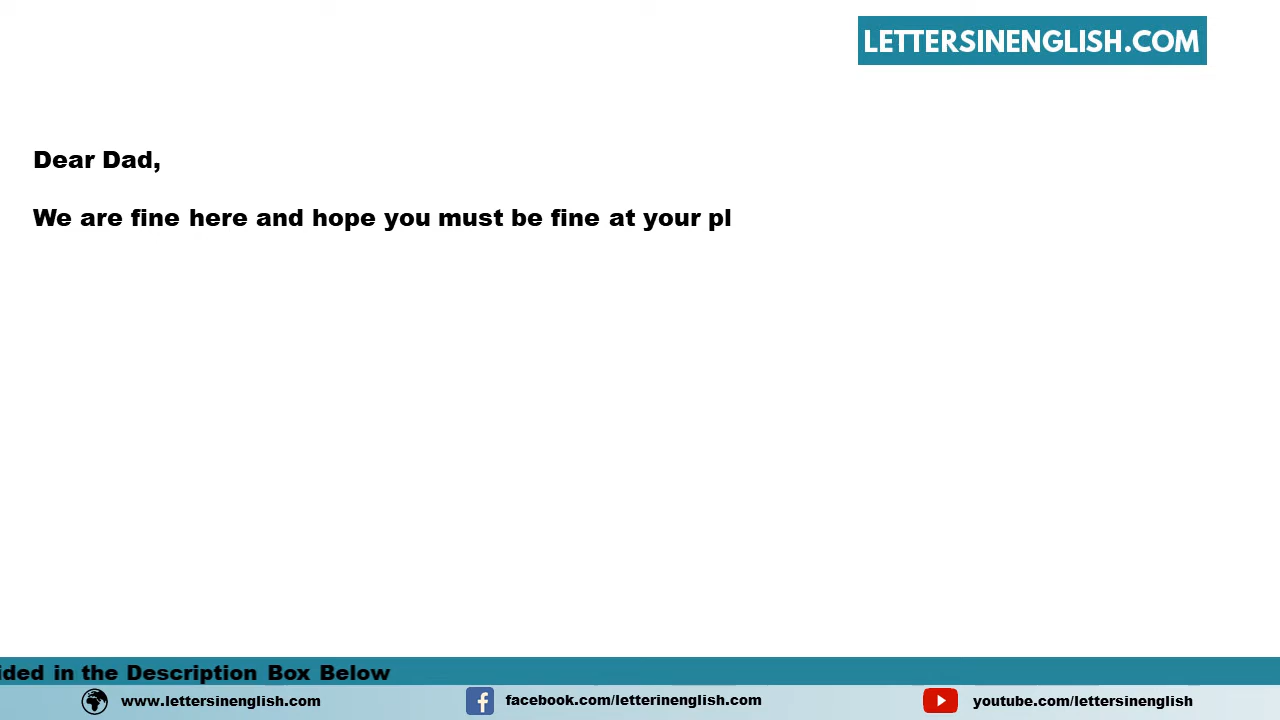 LETTERSINENGLISH.COM
Dear Dad,
We are fine here and hope you must be fine at your pl
ided in the Description Box Below
www.lettersinenglish.com
facebook.com/letterinenglish.com
youtube.com/lettersinenglish